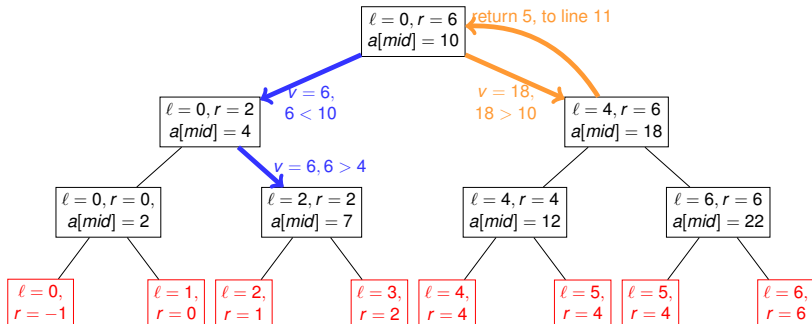 ℓ = 0, r = 6
a[mid] = 10
return 5, to line 11
v = 6,
6 < 10
v = 18,
18 > 10
ℓ = 0, r = 2
a[mid] = 4
ℓ = 4, r = 6
a[mid] = 18
v = 6, 6 > 4
ℓ = 0, r = 0,
a[mid] = 2
ℓ = 2, r = 2
a[mid] = 7
ℓ = 4, r = 4
a[mid] = 12
ℓ = 6, r = 6
a[mid] = 22
ℓ = 0,
r = −1
ℓ = 1,
r = 0
ℓ = 2,
r = 1
ℓ = 3,
r = 2
ℓ = 4,
r = 4
ℓ = 5,
r = 4
ℓ = 5,
r = 4
ℓ = 6,
r = 6